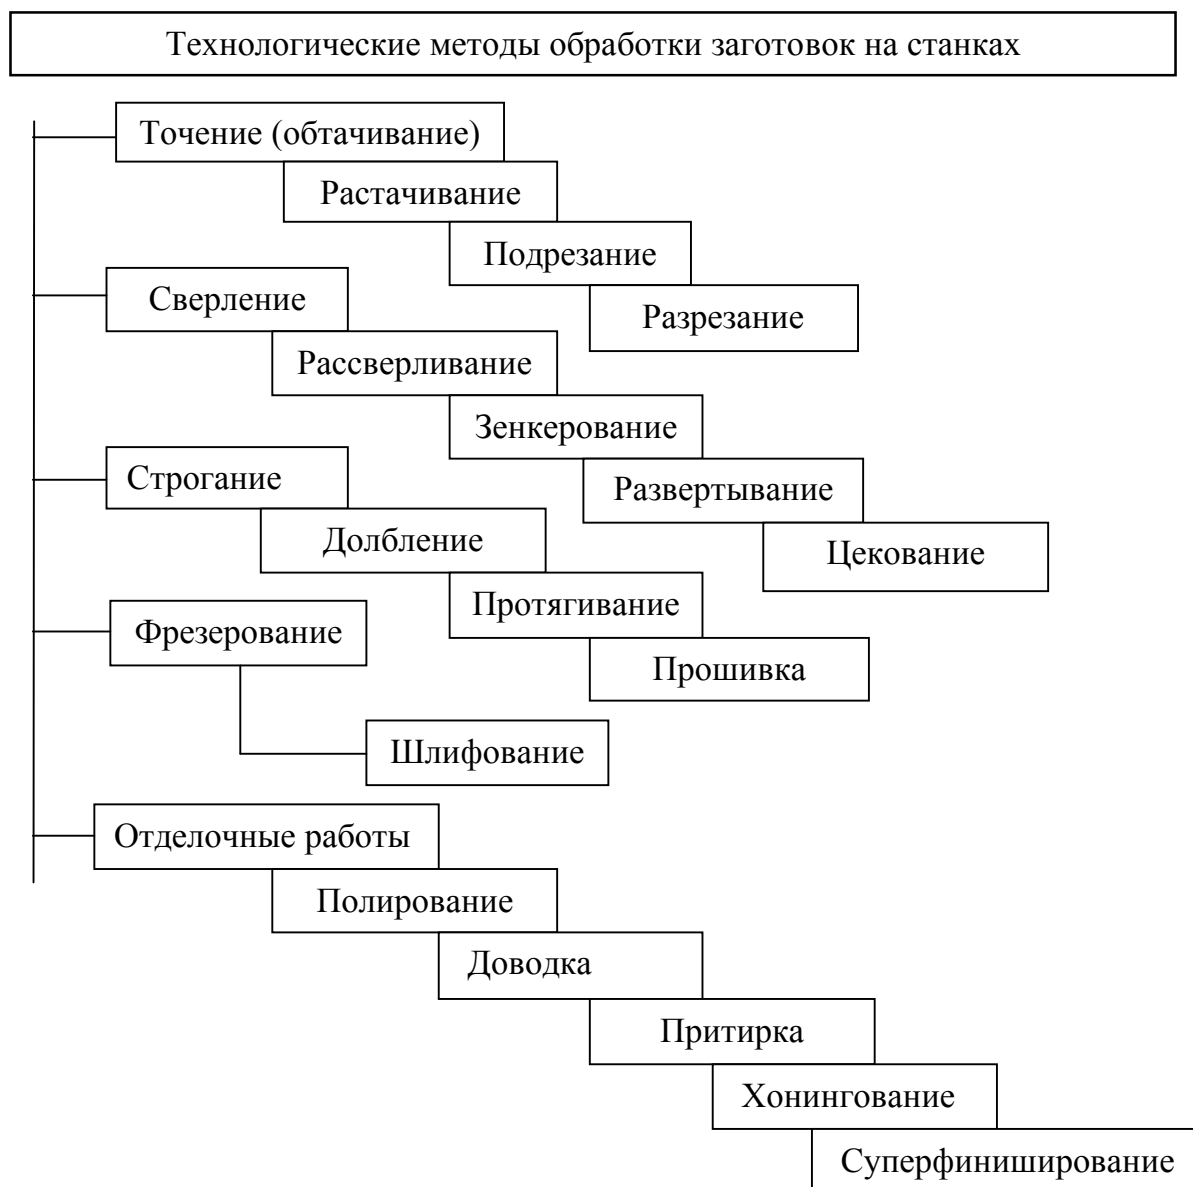 Технологические методы обработки заготовок на станках
Точение (обтачивание)
Растачивание
Подрезание
Разрезание
Сверление
Рассверливание
Зенкерование
Развертывание
Цекование
Строгание
Долбление
Протягивание
Прошивка
Фрезерование
Шлифование
Отделочные работы
Полирование
Доводка
Притирка
Хонингование
Суперфиниширование